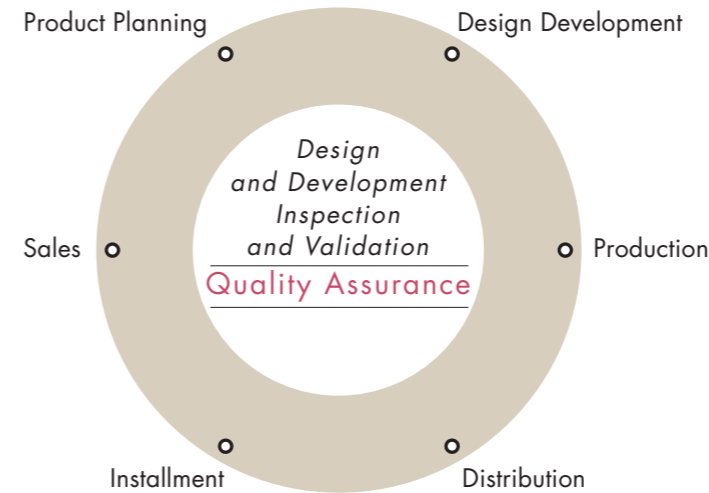 Product Planning
Design Development
Design
and Development
Inspection
and Validation
Sales
Production
Quality Assurance
Installment
Distribution